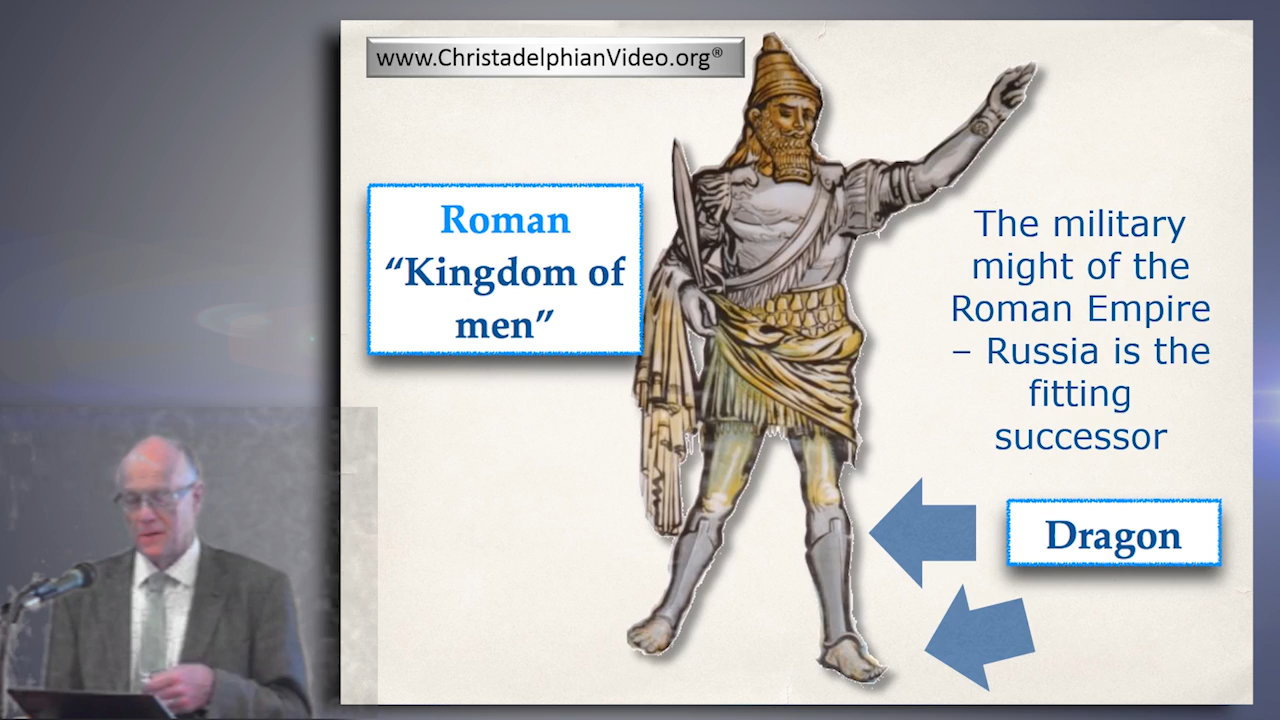 www.ChristadelphianVideo.org®
Roman
“Kingdom of
men”
The military
might of the
Roman Empire
– Russia is the
fitting
successor
Dragon